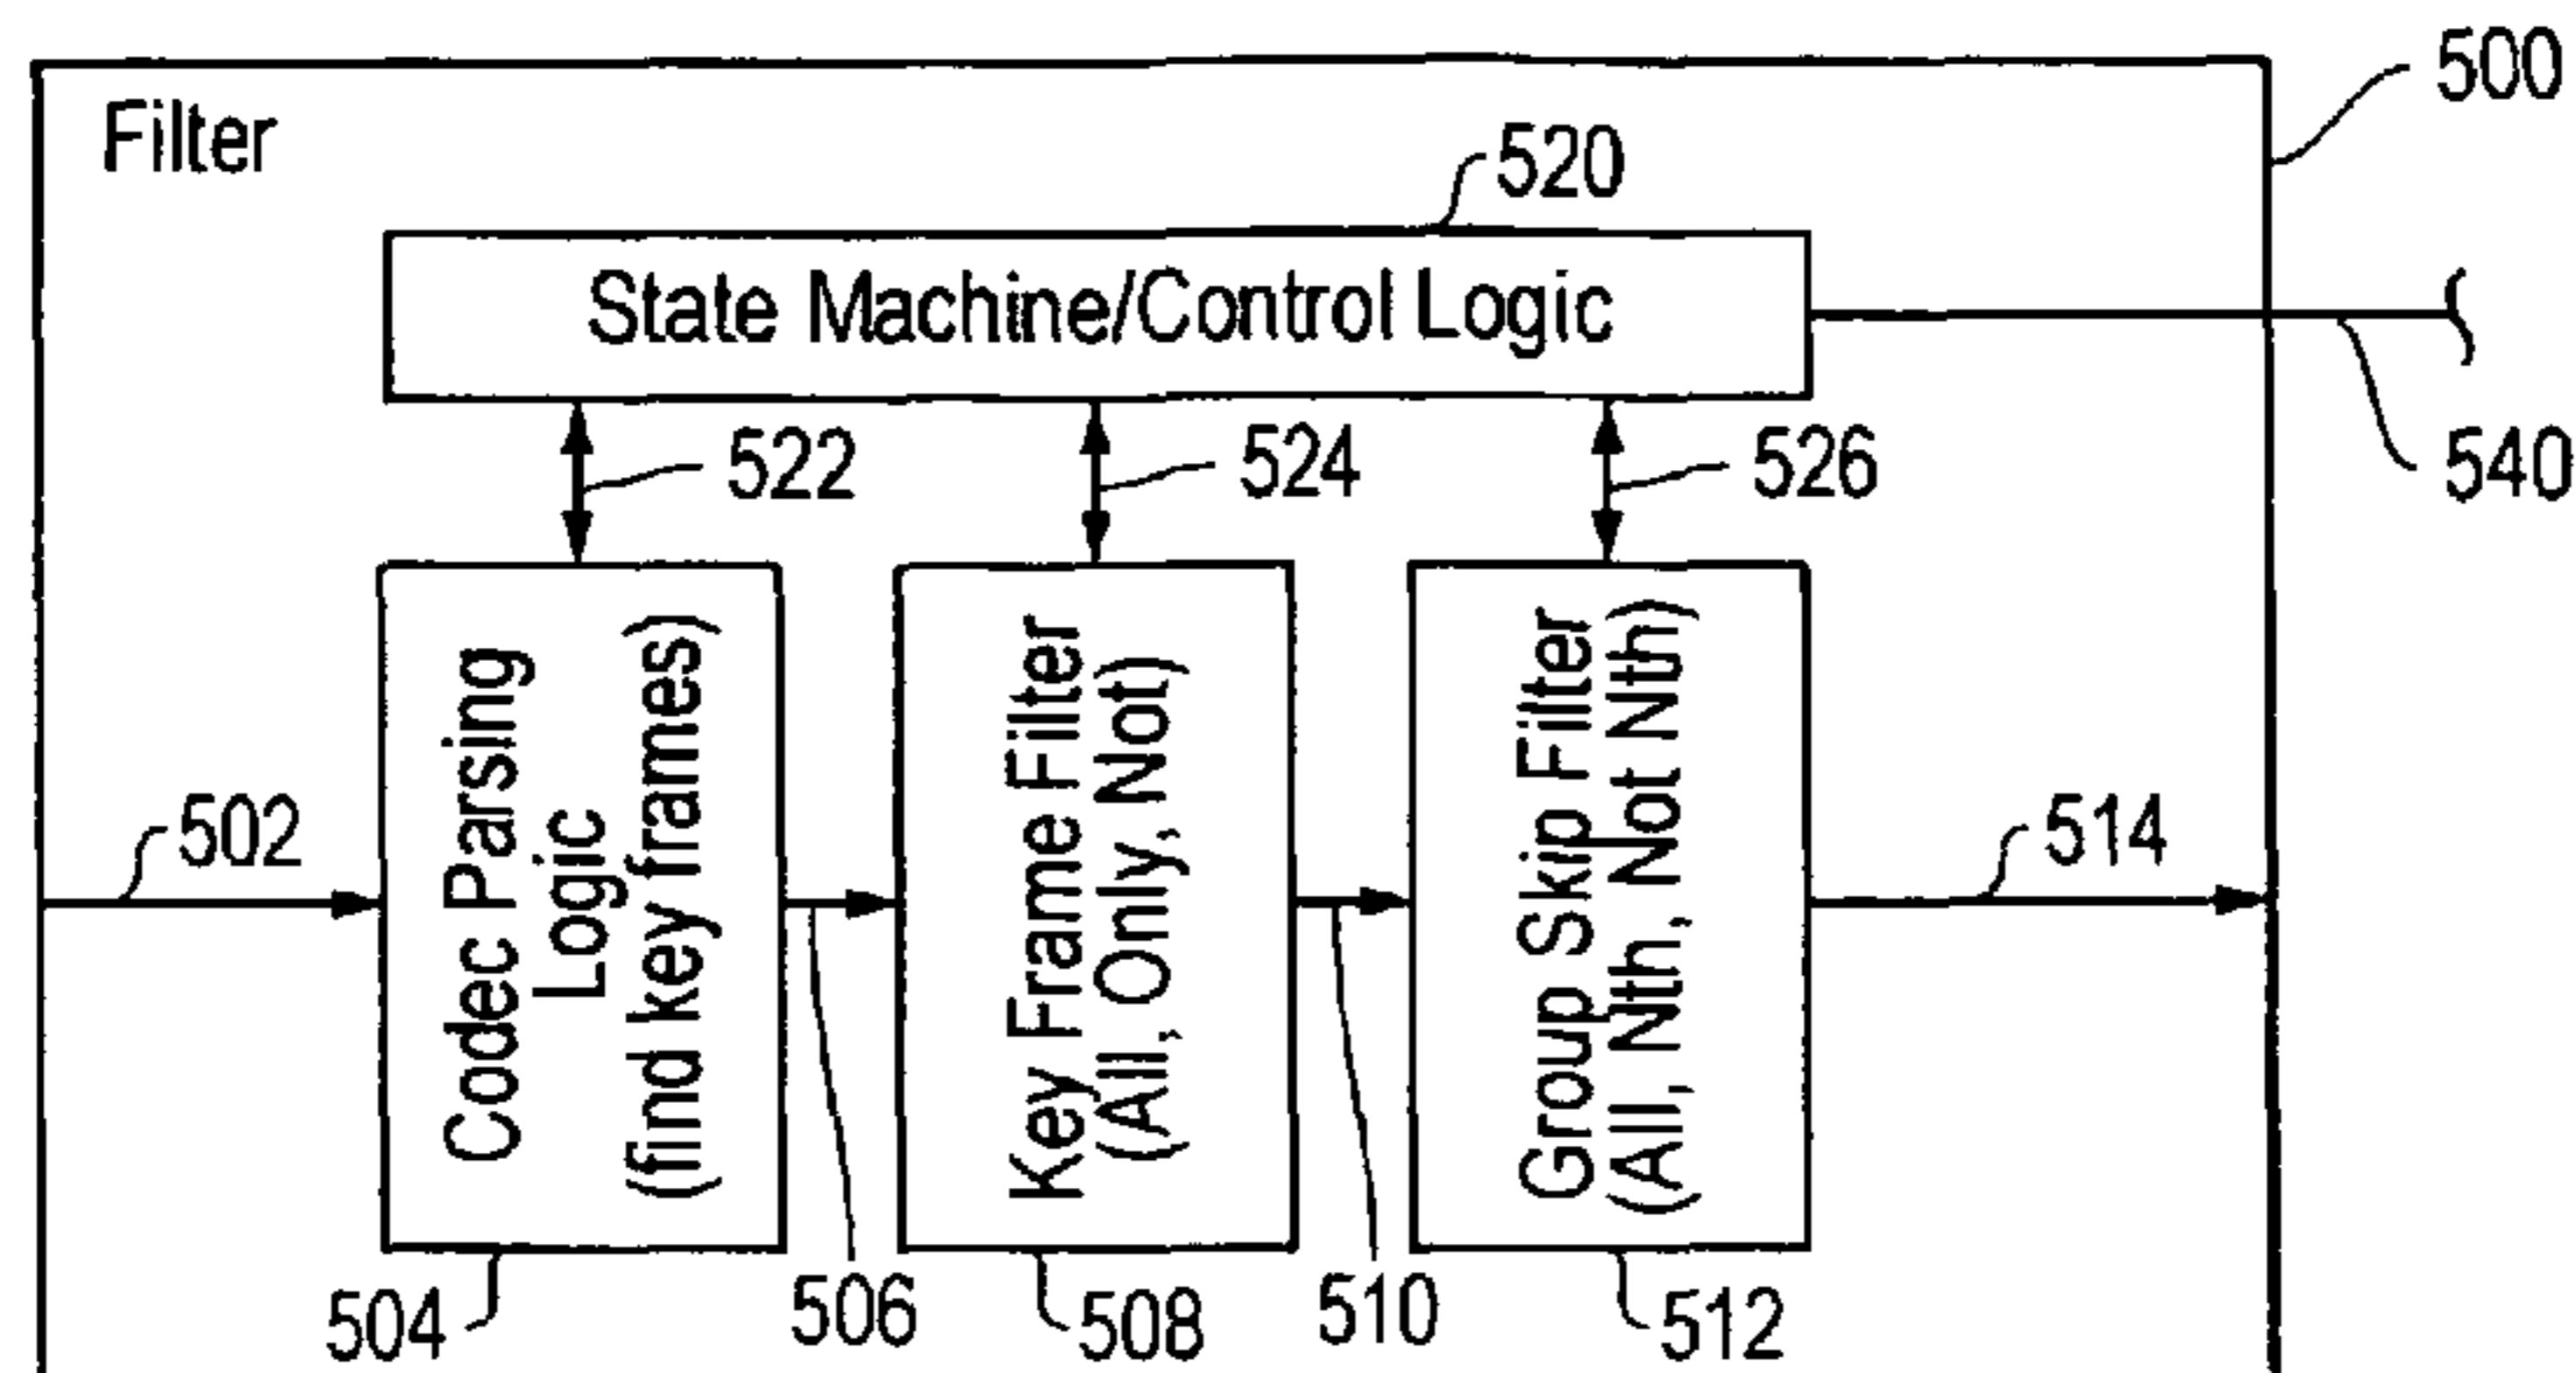 500
Filter
520
State Machine/Control Logic
522
524
526
540
Codec Parsing
Logic
(find key frames)
Key Frame Filter
(All, Only, Not)
Group Skip Filter
(All, Nth, Not Nth)
502
514
504
506
508
510
512